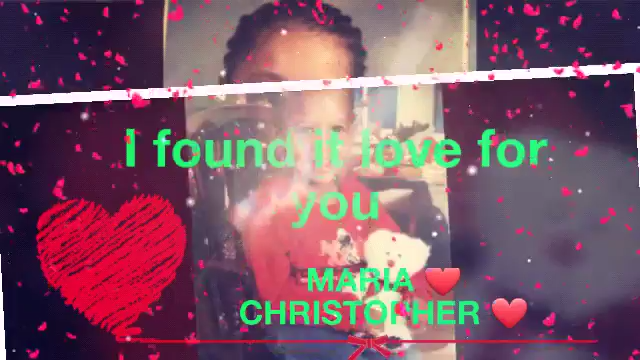 I found it love for
you
MARIA ❤️
CHRISTOPHER ❤️